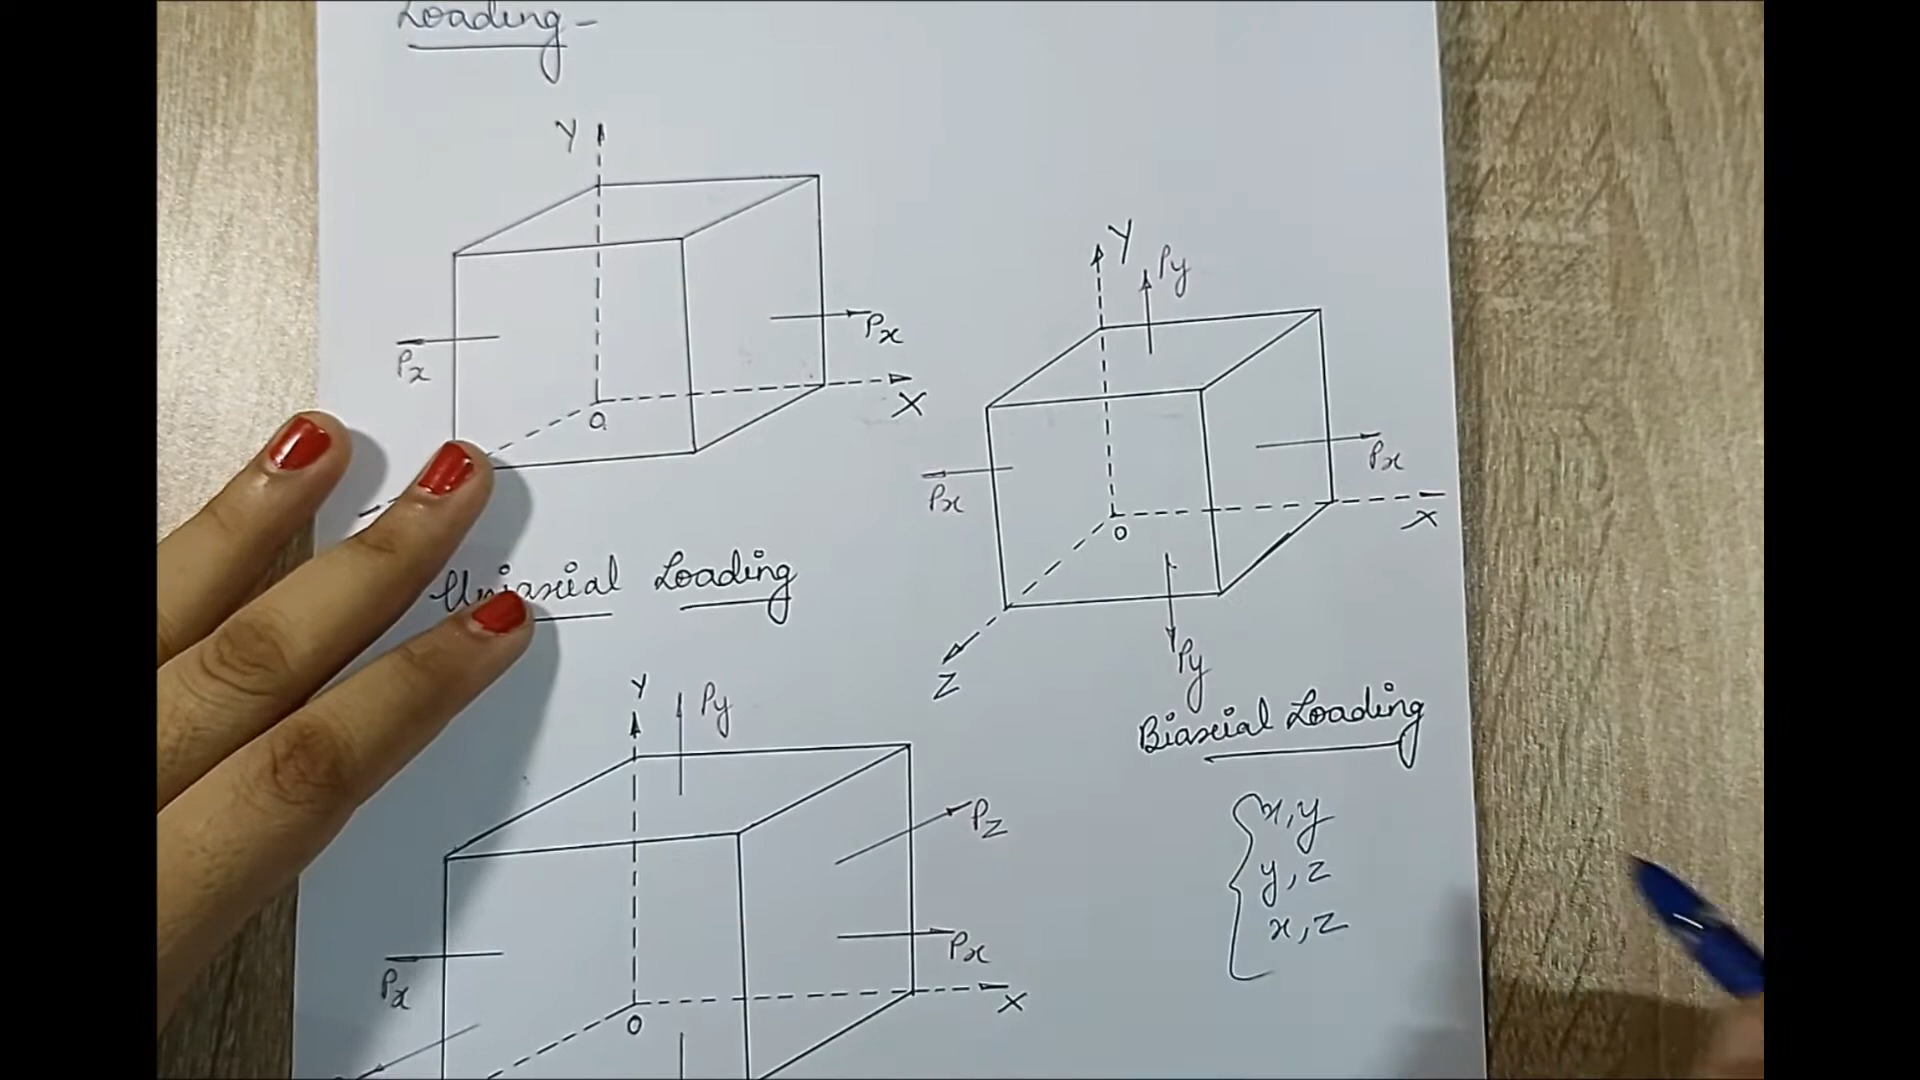 Loading -
Y
Px
Px
O
X
Uniaxial Loading
Y
Py
Px
Px
O
X
Z
Py
Biaxial Loading
x, y
y, z
x, z
Y
Py
Pz
Px
Px
O
X